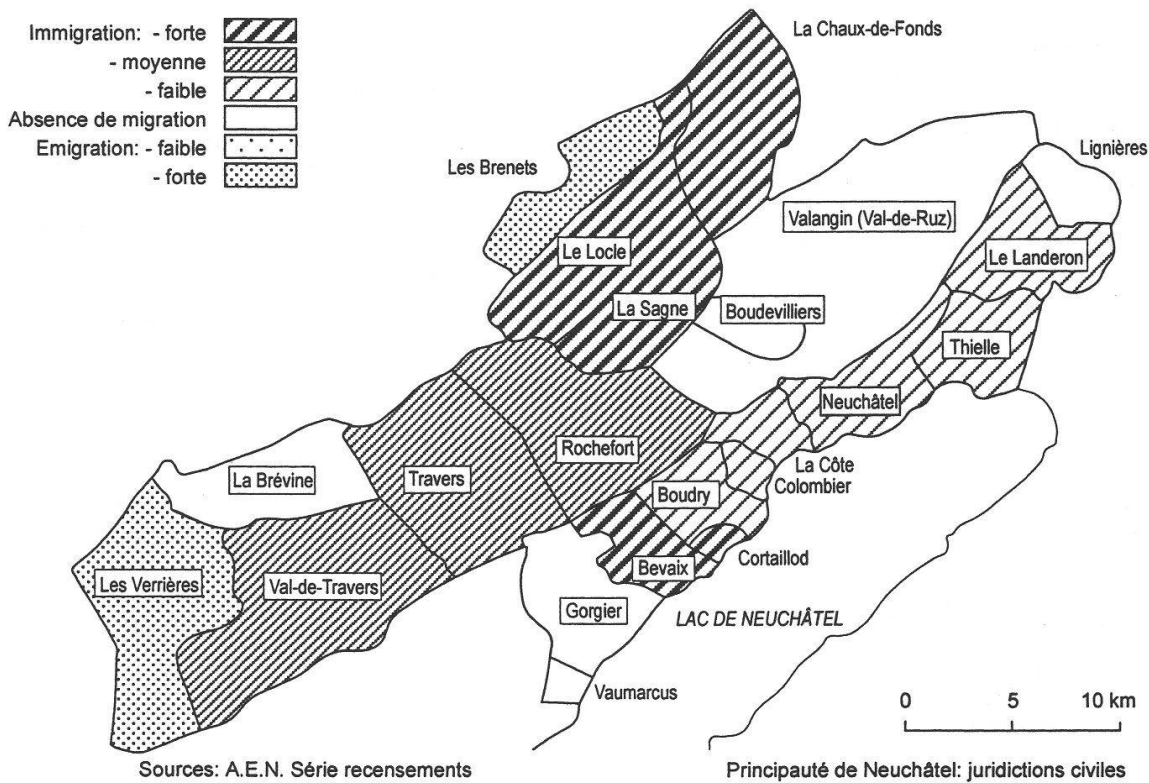 Immigration: - forte
- moyenne
- faible
Absence de migration
Emigration: - faible
- forte
La Chaux-de-Fonds
Les Brenets
Lignières
Valangin (Val-de-Ruz)
Le Locle
Le Landeron
La Sagne
Boudevilliers
Thielle
Neuchâtel
Rochefort
La Côte
La Brévine
Travers
Colombier
Boudry
Cortaillod
Les Verrières
Val-de-Travers
Bevaix
Gorgier
LAC DE NEUCHÂTEL
Vaumarcus
0 5 10 km
Sources: A.E.N. Série recensements
Principauté de Neuchâtel: juridictions civiles